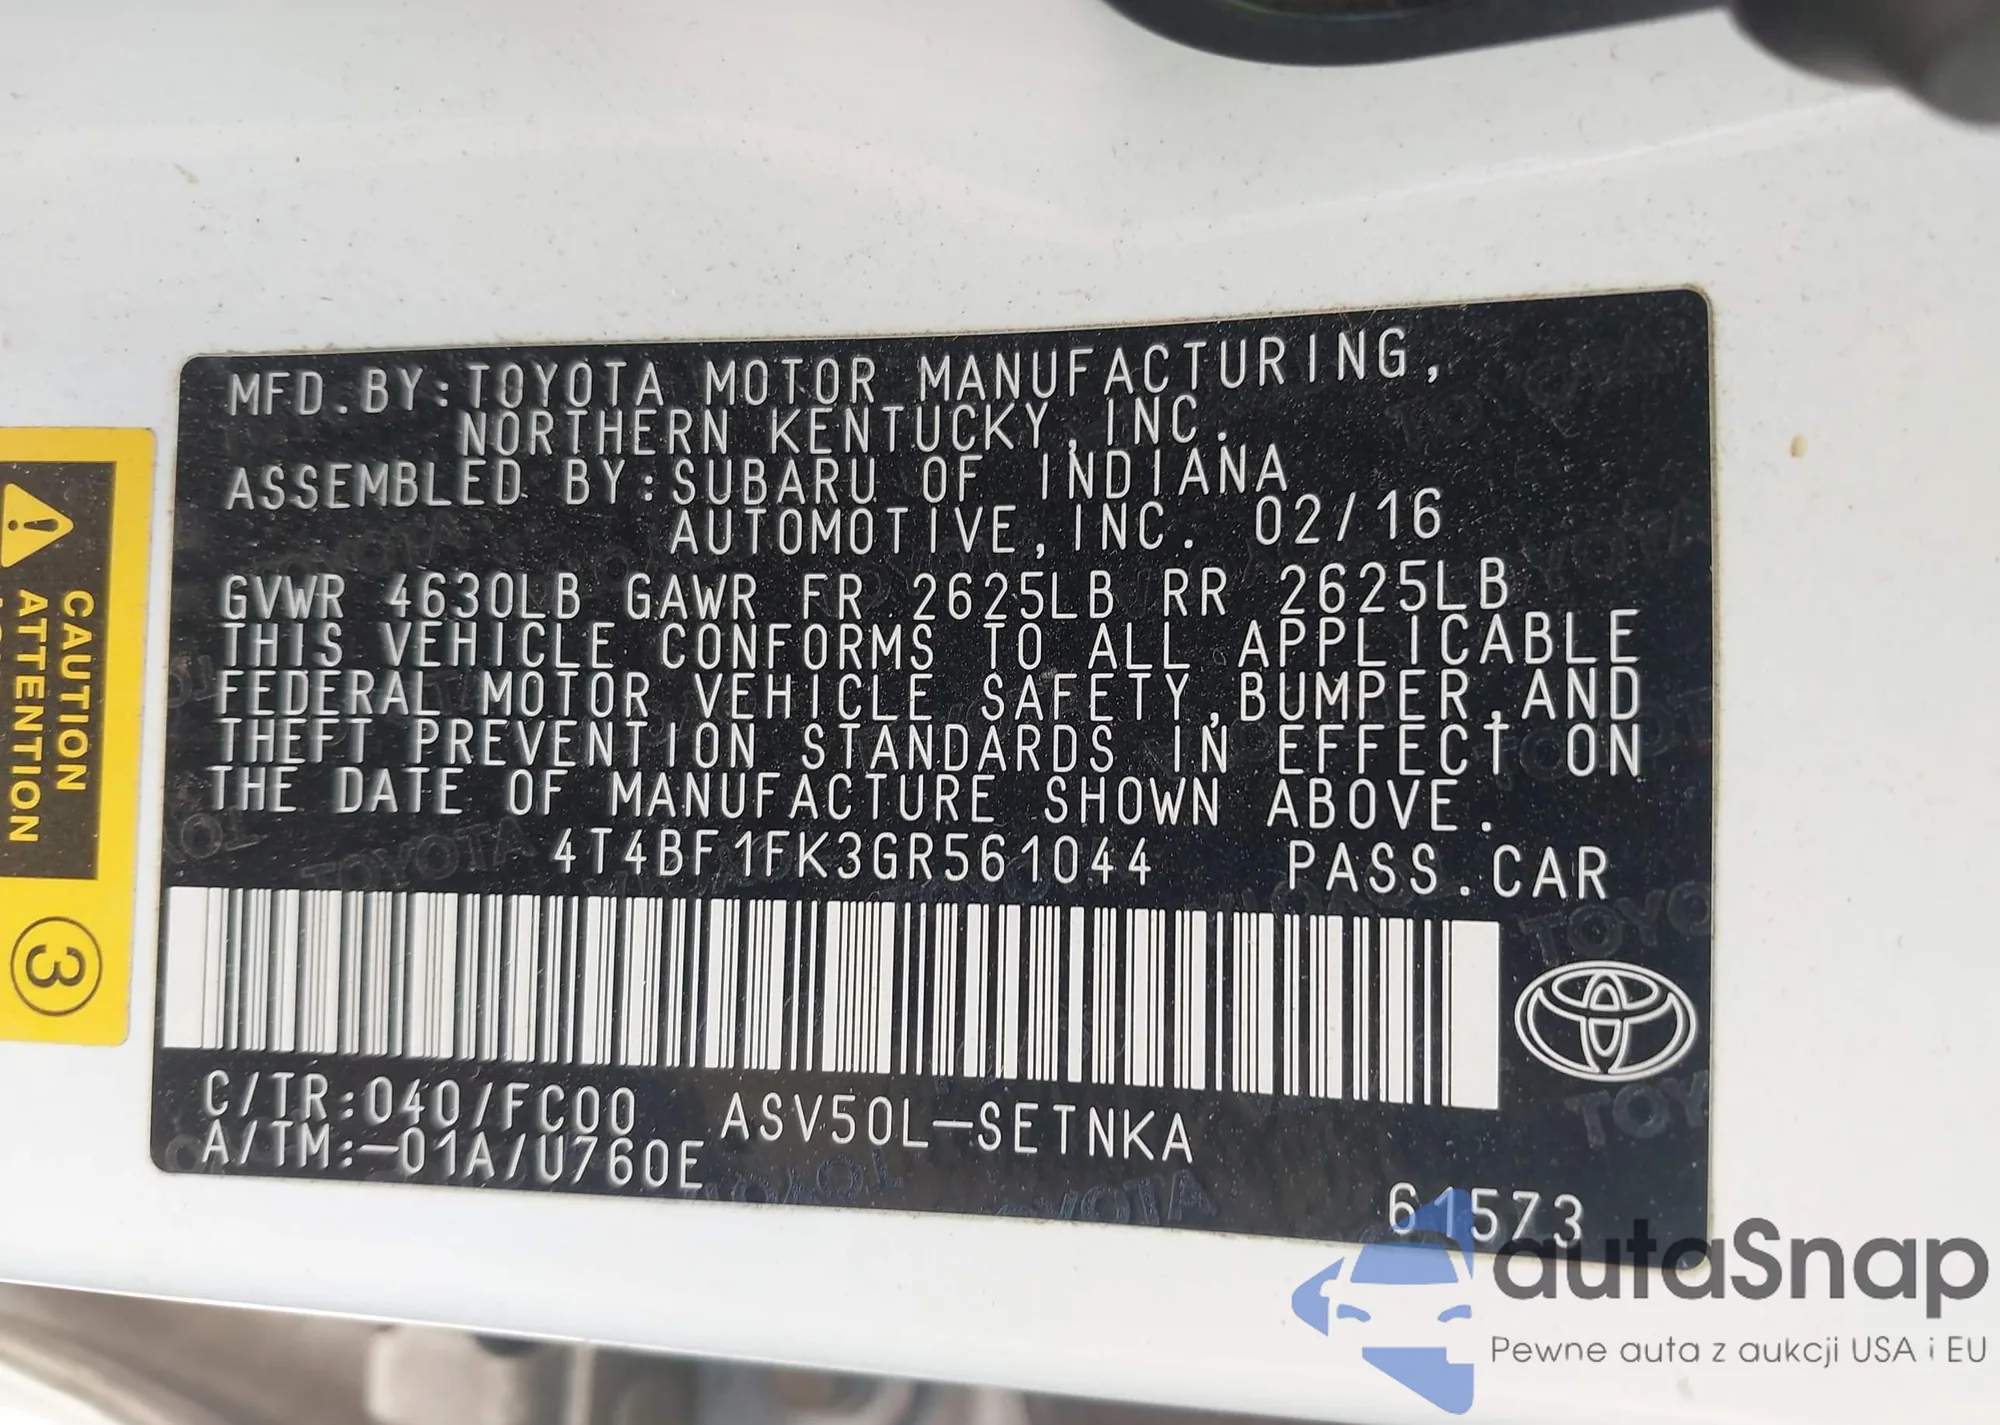 MFD.BY:TOYOTA MOTOR MANUFACTURING,
NORTHERN KENTUCKY, INC.
ASSEMBLED BY:SUBARU OF INDIANA
AUTOMOTIVE, INC. 02/16
GVWR 4630LB GAWR FR 2625LB RR 2625LB
THIS VEHICLE CONFORMS TO ALL APPLICABLE
FEDERAL MOTOR VEHICLE SAFETY,BUMPER,AND
THEFT PREVENTION STANDARDS IN EFFECT ON
THE DATE OF MANUFACTURE SHOWN ABOVE.
4T4BF1FK3GR561044 PASS.CAR
C/TR:040/FC00 ASV50L-SETNKA
A/TM:-01A/U760E
61573
CAUTION
ATTENTION
3
autaSnap
Pewne auta z aukcji USA i EU